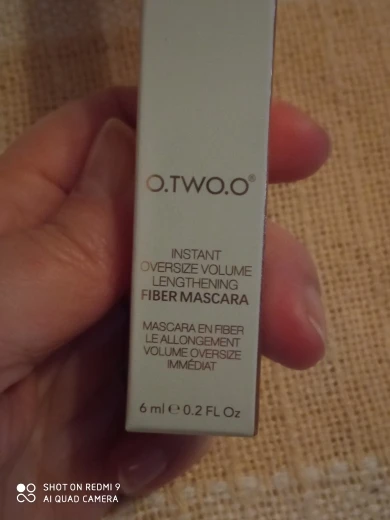 O.TWO.O®
INSTANT
OVERSIZE VOLUME
LENGTHENING
FIBER MASCARA
MASCARA EN FIBER
LE ALLONGEMENT
VOLUME OVERSIZE
IMMÉDIAT
6 ml ℮ 0.2 FL Oz
SHOT ON REDMI 9
AI QUAD CAMERA